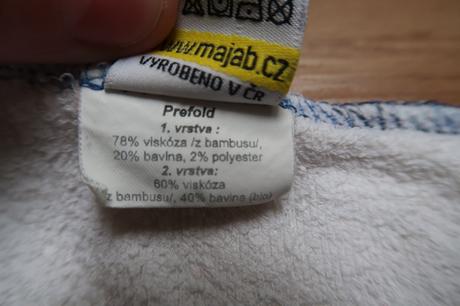 www.majab.cz
VYROBENO V ČR
Prefold
1. vrstva :
78% viskóza /z bambusu/,
20% bavlna, 2% polyester
2. vrstva:
60% viskóza
/z bambusu/, 40% bavlna (bio)